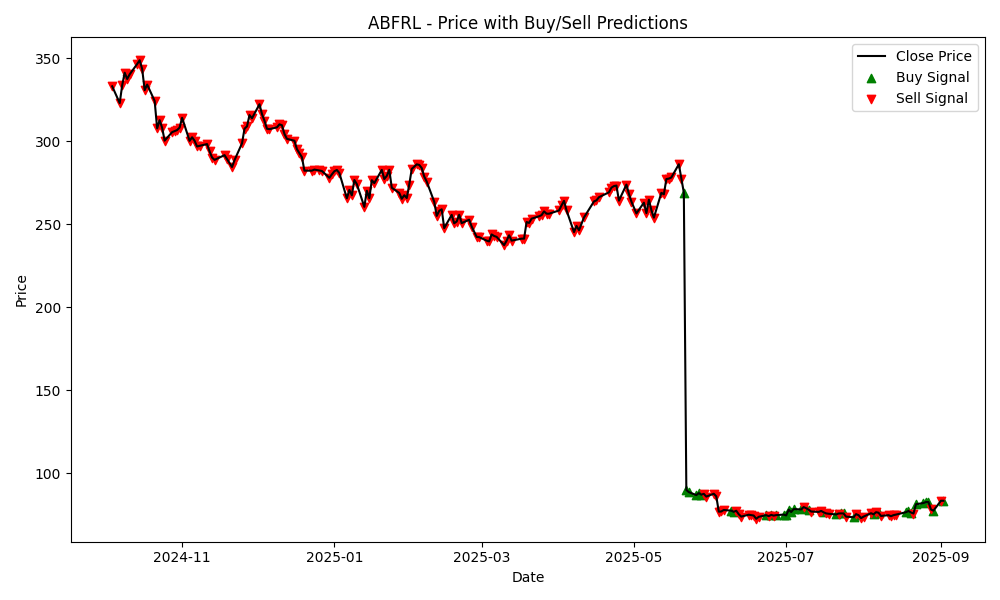 ABFRL - Price with Buy/Sell Predictions
Close Price
Buy Signal
Sell Signal
Price
350
300
250
200
150
100
2024-11
2025-01
2025-03
2025-05
2025-07
2025-09
Date